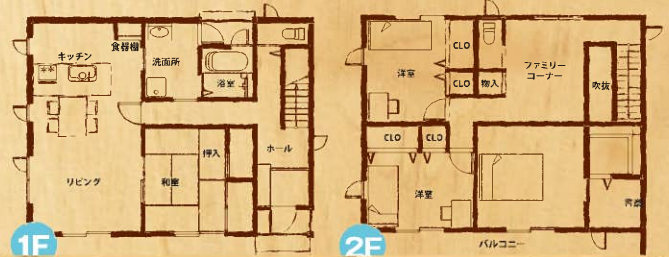 キッチン
食器棚
洗面所
浴室
リビング
和室
押入
ホール
1F
洋室
CLO
CLO
物入
ファミリー
コーナー
吹抜
CLO
CLO
洋室
書斎
バルコニー
2F